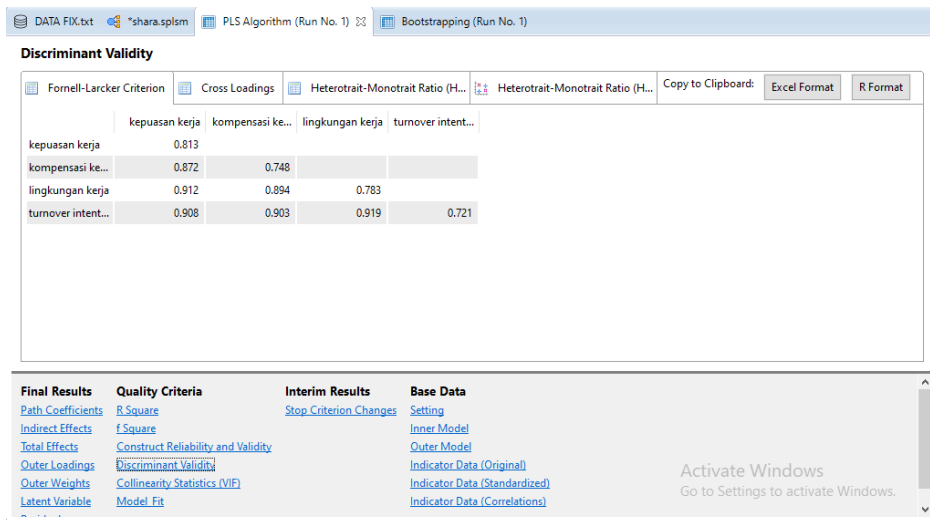 DATA FIX.txt *shara.splsm PLS Algorithm (Run No. 1) Bootstrapping (Run No. 1)
Discriminant Validity
Fornell-Larcker Criterion Cross Loadings Heterotrait-Monotrait Ratio (H... Heterotrait-Monotrait Ratio (H... Copy to Clipboard: Excel Format R Format
kepuasan kerja kompensasi ke... lingkungan kerja turnover intent...
kepuasan kerja 0.813
kompensasi ke... 0.872 0.748
lingkungan kerja 0.912 0.894 0.783
turnover intent... 0.908 0.903 0.919 0.721
Final Results Quality Criteria Interim Results Base Data
Path Coefficients R Square Stop Criterion Changes Setting
Indirect Effects f Square Inner Model
Total Effects Construct Reliability and Validity Outer Model
Outer Loadings Discriminant Validity Indicator Data (Original)
Outer Weights Collinearity Statistics (VIF) Indicator Data (Standardized)
Latent Variable Model Fit Indicator Data (Correlations)
Activate Windows
Go to Settings to activate Windows.